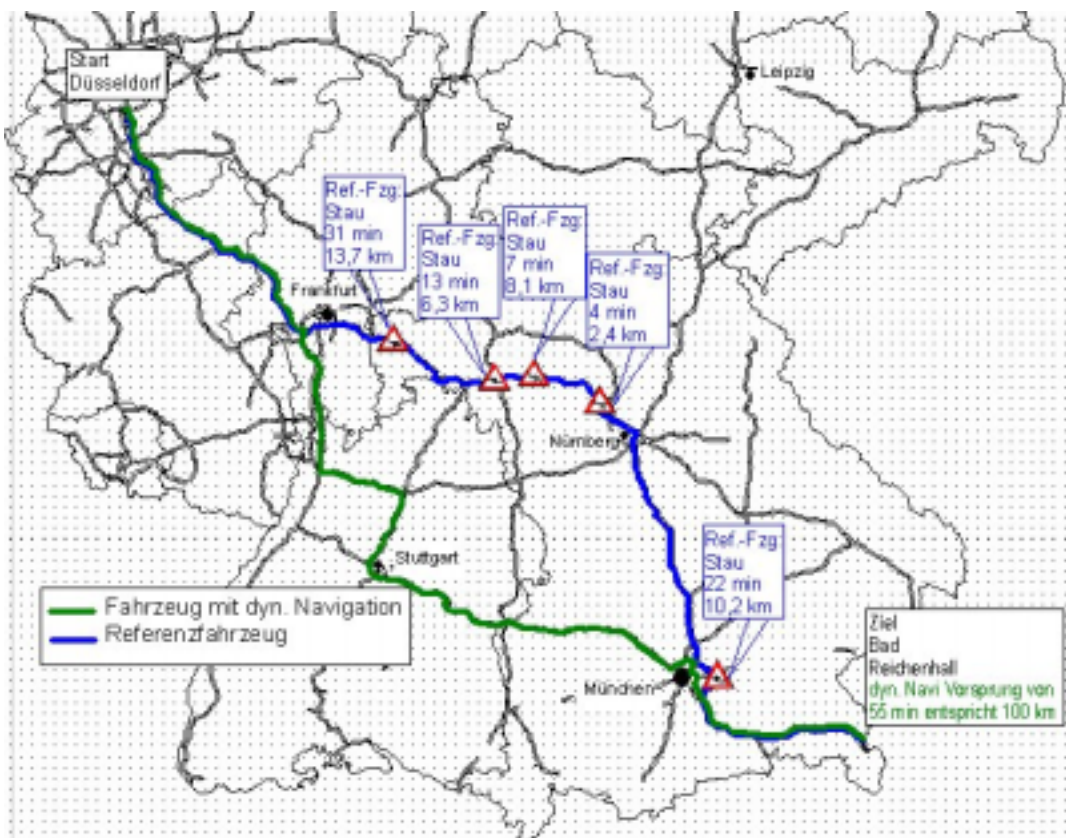 Start
Düsseldorf
Leipzig
Ref.-Fzg:
Stau
31 min
13,7 km
Ref.-Fzg:
Stau
13 min
6,3 km
Ref.-Fzg:
Stau
7 min
8,1 km
Ref.-Fzg:
Stau
4 min
2,4 km
Frankfurt
Nürnberg
Ref.-Fzg:
Stau
22 min
10,2 km
Stuttgart
Fahrzeug mit dyn. Navigation
Referenzfahrzeug
München
Ziel
Bad
Reichenhall
dyn. Navi Vorsprung von
55 min entspricht 100 km